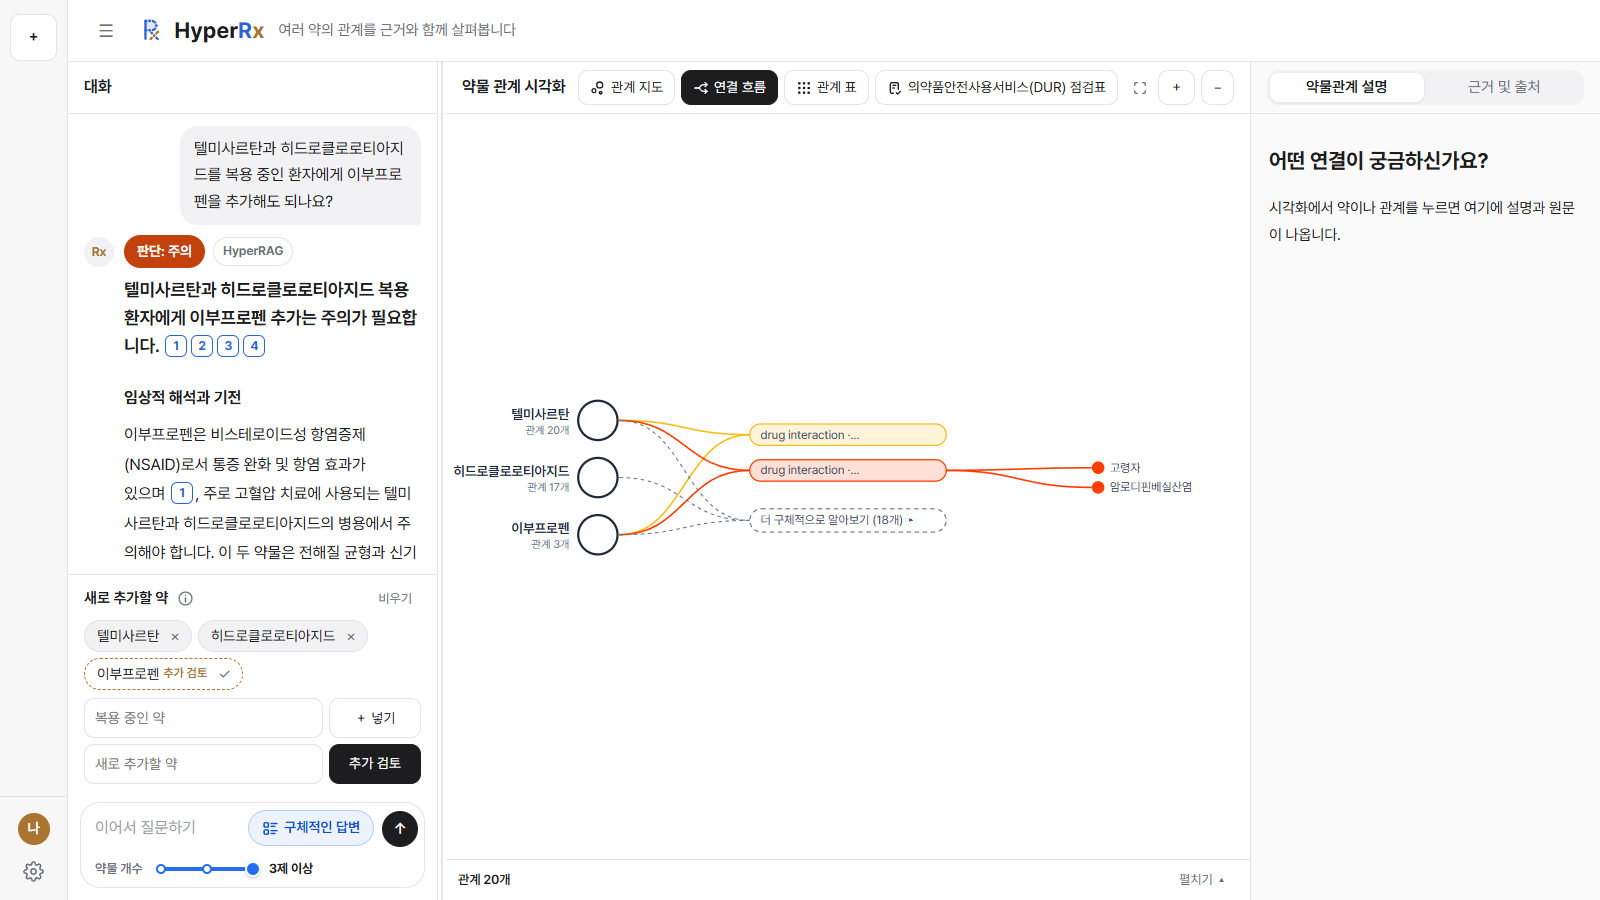 +
HyperRx 여러 약의 관계를 근거와 함께 살펴봅니다
대화
텔미사르탄과 히드로클로로티아지
드를 복용 중인 환자에게 이부프로
펜을 추가해도 되나요?
Rx 판단: 주의 HyperRAG
텔미사르탄과 히드로클로로티아지드 복용
환자에게 이부프로펜 추가는 주의가 필요합
니다. 1 2 3 4
임상적 해석과 기전
이부프로펜은 비스테로이드성 항염증제
(NSAID)로서 통증 완화 및 항염 효과가
있으며 1, 주로 고혈압 치료에 사용되는 텔미
사르탄과 히드로클로로티아지드의 병용에서 주
의해야 합니다. 이 두 약물은 전해질 균형과 신기
새로 추가할 약 비우기
텔미사르탄 × 히드로클로로티아지드 ×
이부프로펜 추가 검토
복용 중인 약 + 넣기
새로 추가할 약 추가 검토
이어서 질문하기 구체적인 답변
약물 개수 3제 이상
나
약물 관계 시각화 관계 지도 연결 흐름 관계 표 의약품안전사용서비스(DUR) 점검표 + −
텔미사르탄
관계 20개
히드로클로로티아지드
관계 17개
이부프로펜
관계 3개
drug interaction ·...
drug interaction ·...
더 구체적으로 알아보기 (18개) ▸
고령자
암로디핀베실산염
관계 20개 펼치기 ▴
약물관계 설명 근거 및 출처
어떤 연결이 궁금하신가요?
시각화에서 약이나 관계를 누르면 여기에 설명과 원문
이 나옵니다.